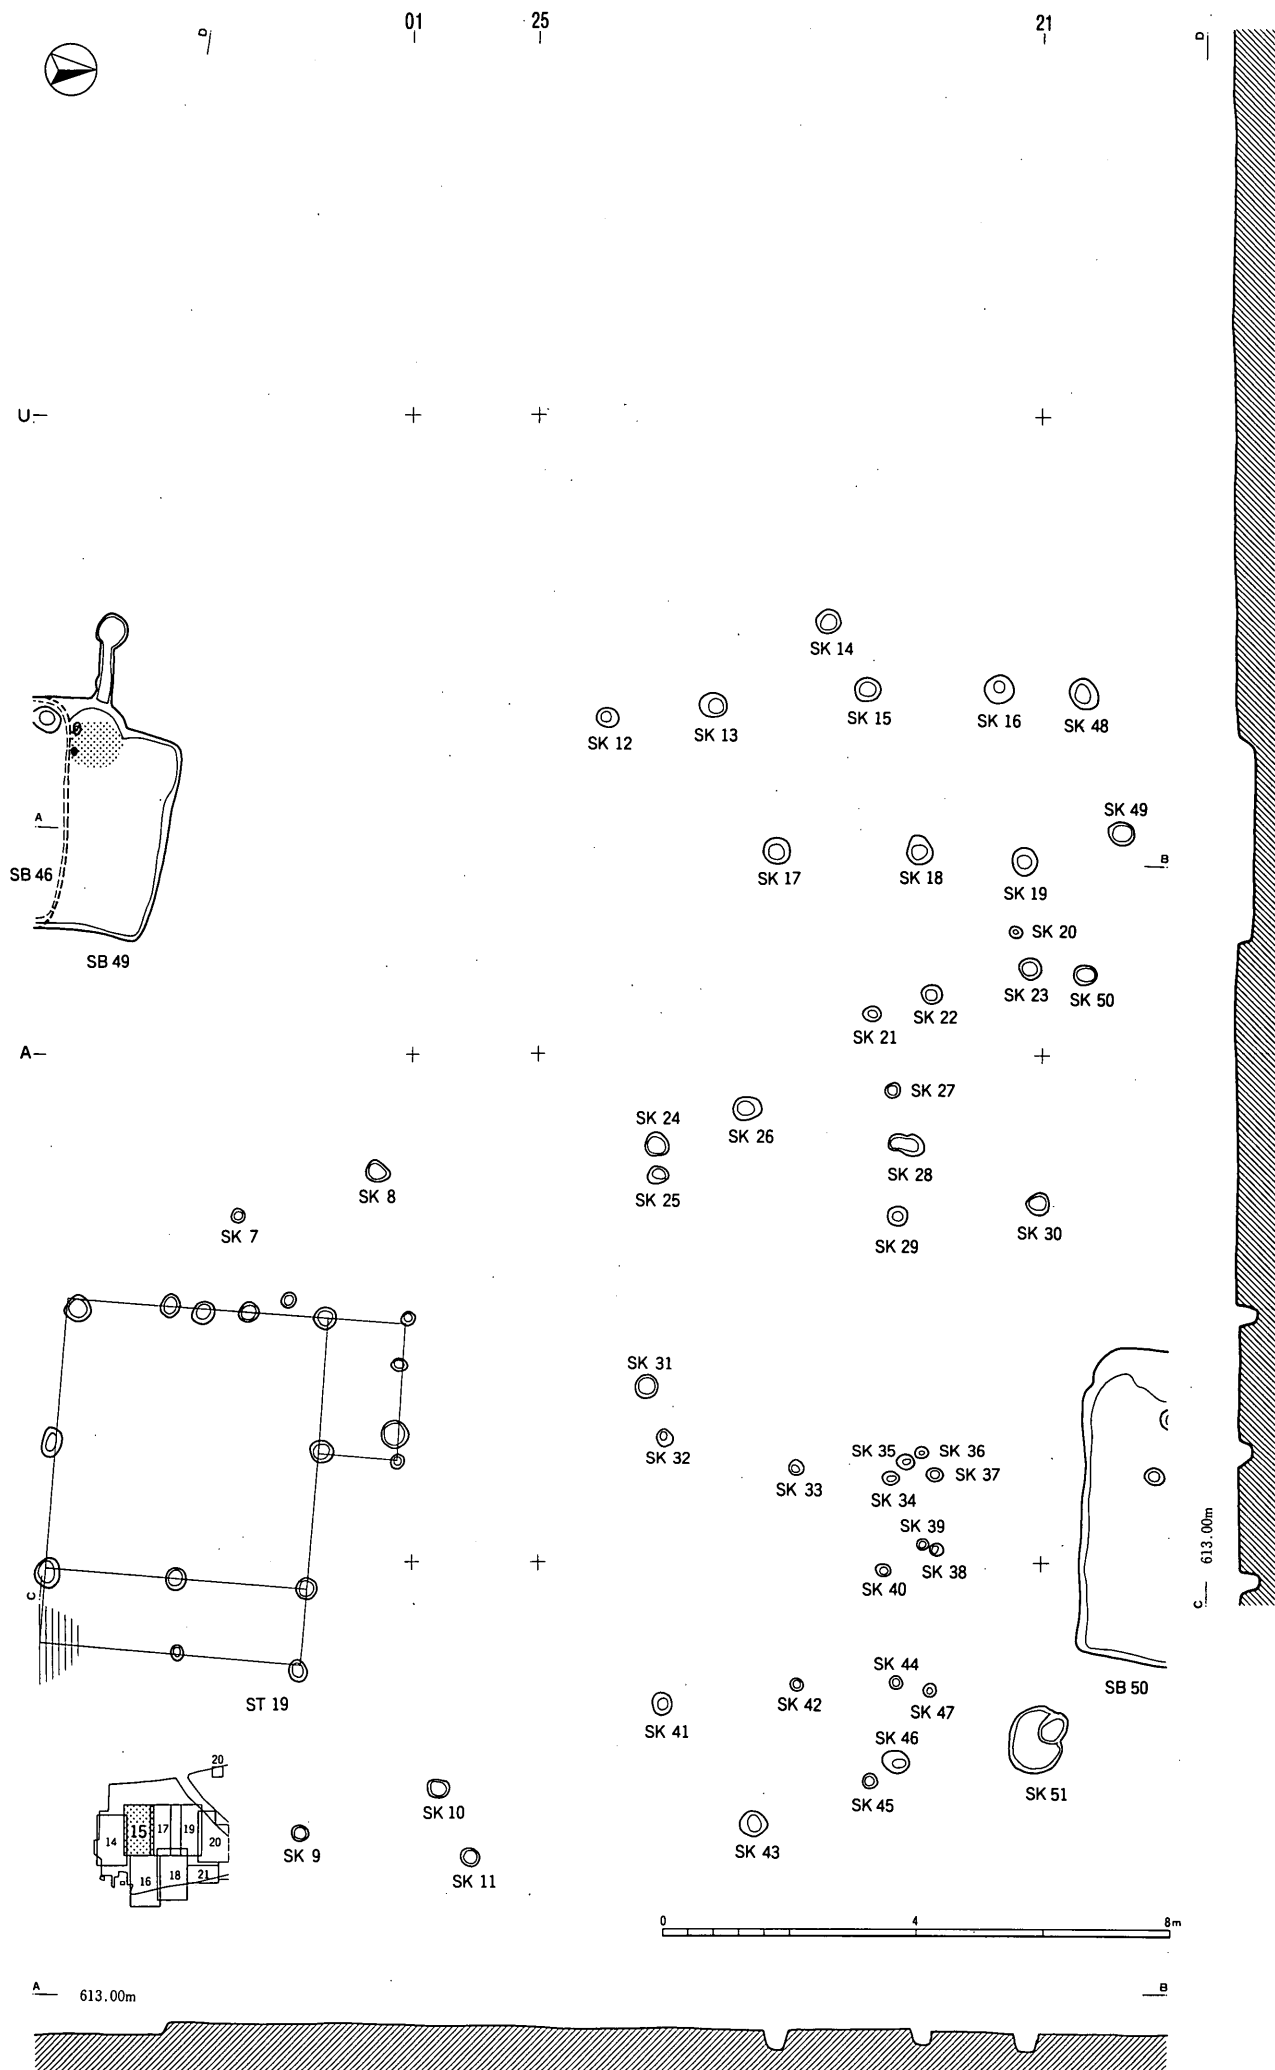 D
01
25
21
D
U
SK 14
SK 12
SK 13
SK 15
SK 16
SK 48
A
SB 46
SK 49
B
SK 17
SK 18
SK 19
SK 20
SB 49
SK 23
SK 50
SK 22
SK 21
A
SK 27
SK 24
SK 26
SK 28
SK 8
SK 25
SK 7
SK 29
SK 30
SK 31
SK 32
SK 35
SK 36
SK 33
SK 34
SK 37
SK 39
SK 38
SK 40
C
C 613.00m
SK 44
SB 50
ST 19
SK 41
SK 42
SK 47
SK 46
20
SK 10
SK 45
SK 51
14
15
17
19
20
SK 9
SK 43
16
18
21
SK 11
0 4 8m
A 613.00m B